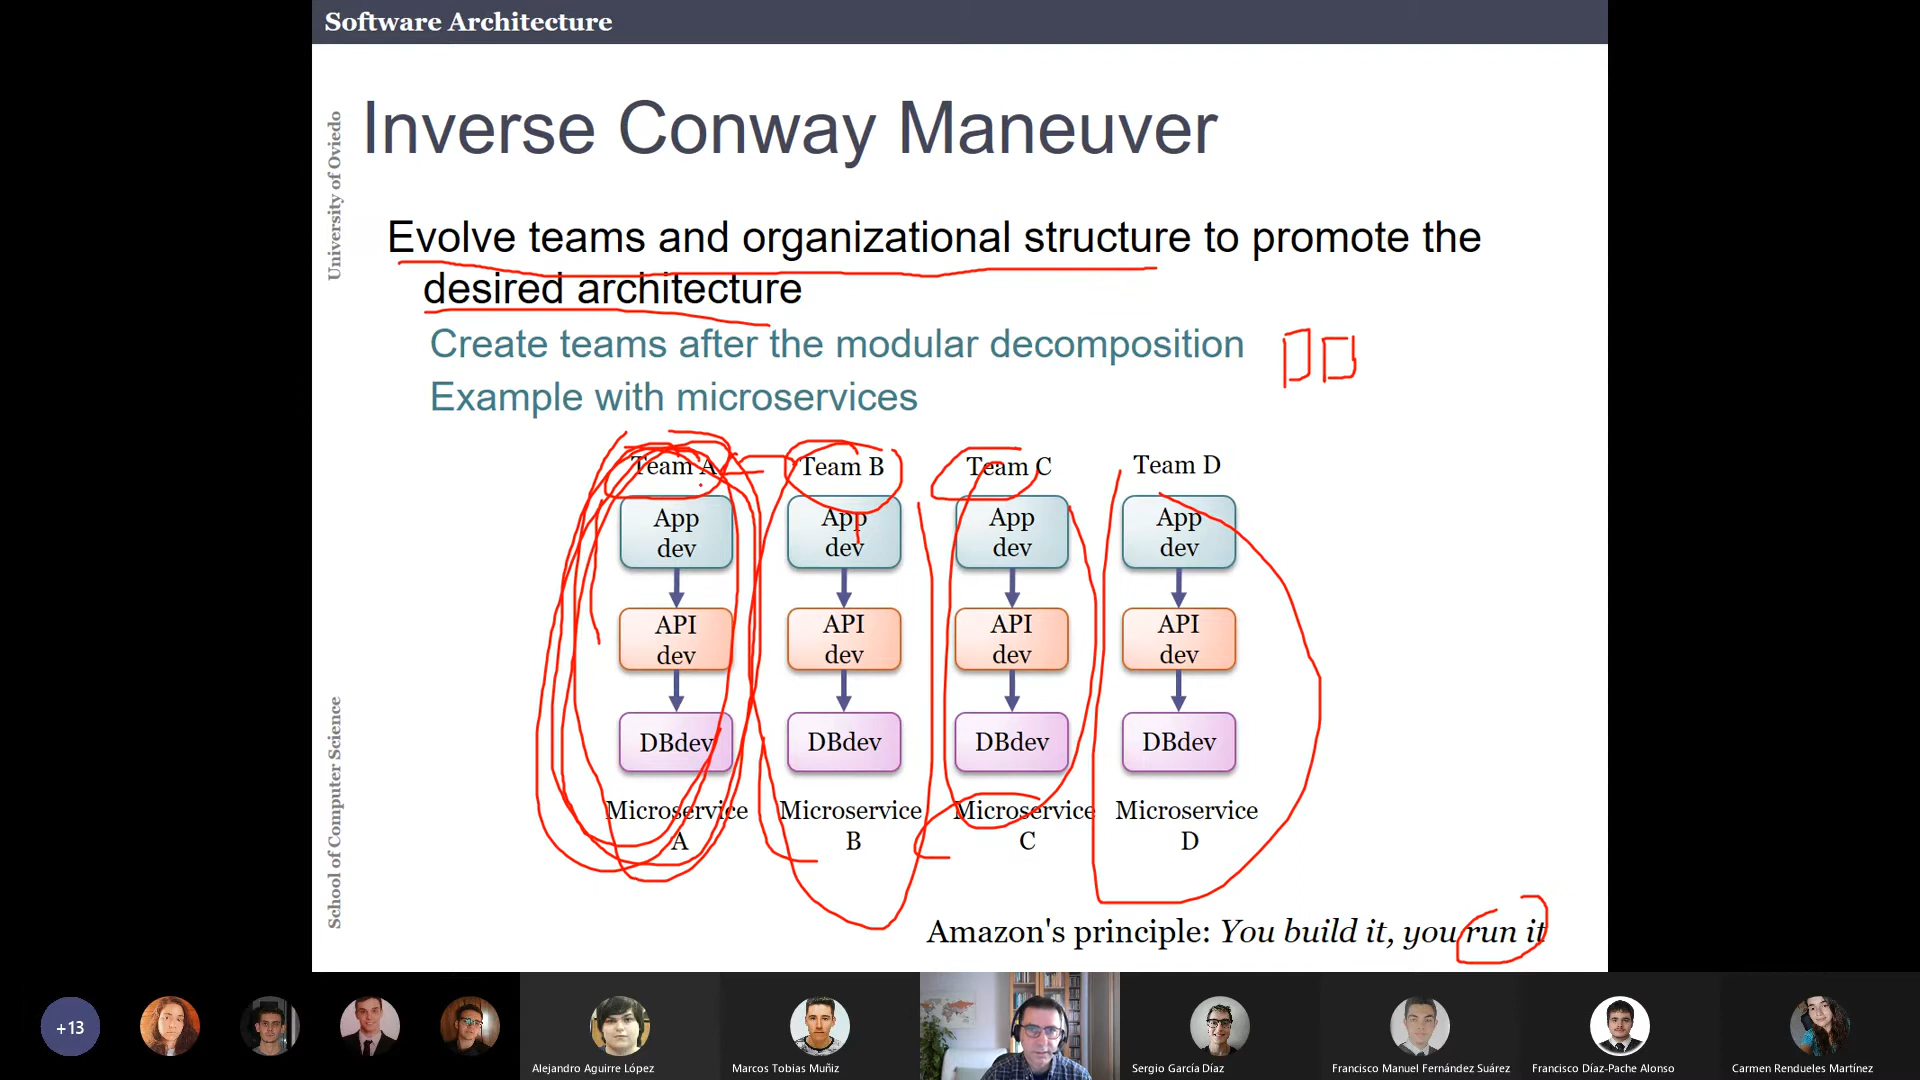 Software Architecture
University of Oviedo
School of Computer Science
Inverse Conway Maneuver
Evolve teams and organizational structure to promote the
desired architecture
Create teams after the modular decomposition
Example with microservices
Team A Team B Team C Team D
App dev App dev App dev App dev
API dev API dev API dev API dev
DBdev DBdev DBdev DBdev
Microservice A Microservice B Microservice C Microservice D
Amazon's principle: You build it, you run it
+13
Alejandro Aguirre López
Marcos Tobias Muñiz
Sergio García Díaz
Francisco Manuel Fernández Suárez
Francisco Díaz-Pache Alonso
Carmen Rendueles Martínez